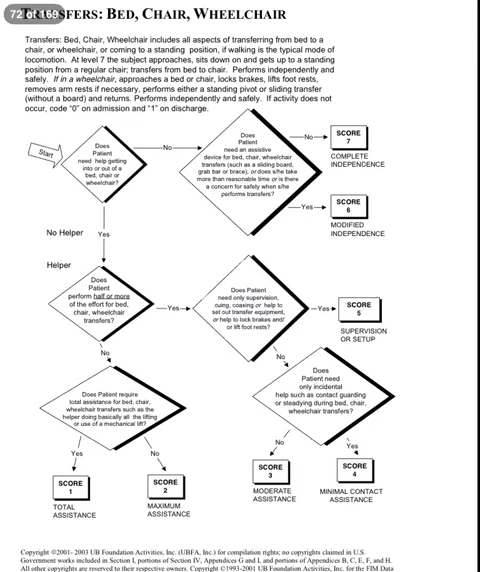 72 of 169
TRANSFERS: BED, CHAIR, WHEELCHAIR
Transfers: Bed, Chair, Wheelchair includes all aspects of transferring from bed to a
chair, or wheelchair, or coming to a standing position, if walking is the typical mode of
locomotion. At level 7 the subject approaches, sits down on and gets up to a standing
position from a regular chair; transfers from bed to chair. Performs independently and
safely. If in a wheelchair, approaches a bed or chair, locks brakes, lifts foot rests,
removes arm rests if necessary, performs either a standing pivot or sliding transfer
(without a board) and returns. Performs independently and safely. If activity does not
occur, code "0" on admission and "1" on discharge.
Start
Does
Patient
need help getting
into or out of a
bed, chair or
wheelchair?
No
Does
Patient
need an assistive
device for bed, chair, wheelchair
transfers (such as a sliding board,
grab bar or brace), or does s/he take
more than reasonable time or is there
a concern for safety when s/he
performs transfers?
No
SCORE
7
COMPLETE
INDEPENDENCE
Yes
SCORE
6
MODIFIED
INDEPENDENCE
No Helper
Yes
Helper
Does
Patient
perform half or more
of the effort for bed,
chair, wheelchair
transfers?
Yes
Does Patient
need only supervision,
cuing, coaxing or help to
set out transfer equipment,
or help to lock brakes and/
or lift foot rests?
Yes
SCORE
5
SUPERVISION
OR SETUP
No
No
Does Patient require
total assistance for bed, chair,
wheelchair transfers such as the
helper doing basically all the lifting
or use of a mechanical lift?
Does
Patient need
only incidental
help such as contact guarding
or steadying during bed, chair,
wheelchair transfers?
Yes
No
No
Yes
SCORE
1
TOTAL
ASSISTANCE
SCORE
2
MAXIMUM
ASSISTANCE
SCORE
3
MODERATE
ASSISTANCE
SCORE
4
MINIMAL CONTACT
ASSISTANCE
Copyright ©2001- 2003 UB Foundation Activities, Inc. (UBFA, Inc.) for compilation rights; no copyrights claimed in U.S.
Government works included in Section I, portions of Section IV, Appendices G and I, and portions of Appendices B, C, E, F, and H.
All other copyrights are reserved to their respective owners. Copyright ©1993-2001 UB Foundation Activities, Inc. for the FIM Data